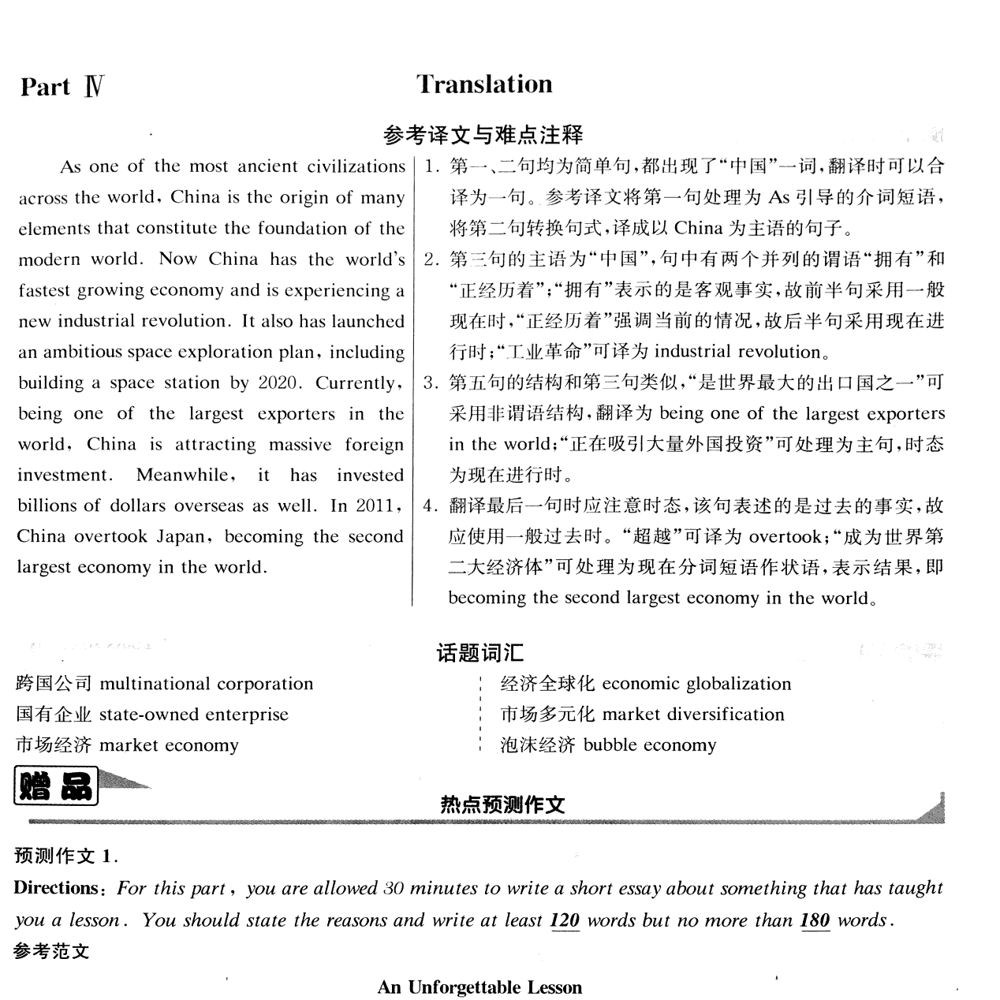 Part Ⅳ Translation
参考译文与难点注释
As one of the most ancient civilizations
across the world, China is the origin of many
elements that constitute the foundation of the
modern world. Now China has the world's
fastest growing economy and is experiencing a
new industrial revolution. It also has launched
an ambitious space exploration plan, including
building a space station by 2020. Currently,
being one of the largest exporters in the
world, China is attracting massive foreign
investment. Meanwhile, it has invested
billions of dollars overseas as well. In 2011,
China overtook Japan, becoming the second
largest economy in the world.
1. 第一、二句均为简单句,都出现了“中国”一词,翻译时可以合
译为一句。参考译文将第一句处理为 As 引导的介词短语,
将第二句转换句式,译成以 China 为主语的句子。
2. 第三句的主语为“中国”,句中有两个并列的谓语“拥有”和
“正经历着”;“拥有”表示的是客观事实,故前半句采用一般
现在时,“正经历着”强调当前的情况,故后半句采用现在进
行时;“工业革命”可译为 industrial revolution。
3. 第五句的结构和第三句类似,“是世界最大的出口国之一”可
采用非谓语结构,翻译为 being one of the largest exporters
in the world;“正在吸引大量外国投资”可处理为主句,时态
为现在进行时。
4. 翻译最后一句时应注意时态,该句表述的是过去的事实,故
应使用一般过去时。“超越”可译为 overtook;“成为世界第
二大经济体”可处理为现在分词短语作状语,表示结果,即
becoming the second largest economy in the world。
话题词汇
跨国公司 multinational corporation
国有企业 state-owned enterprise
市场经济 market economy
经济全球化 economic globalization
市场多元化 market diversification
泡沫经济 bubble economy
赠品
热点预测作文
预测作文 1.
Directions: For this part, you are allowed 30 minutes to write a short essay about something that has taught
you a lesson. You should state the reasons and write at least 120 words but no more than 180 words.
参考范文
An Unforgettable Lesson